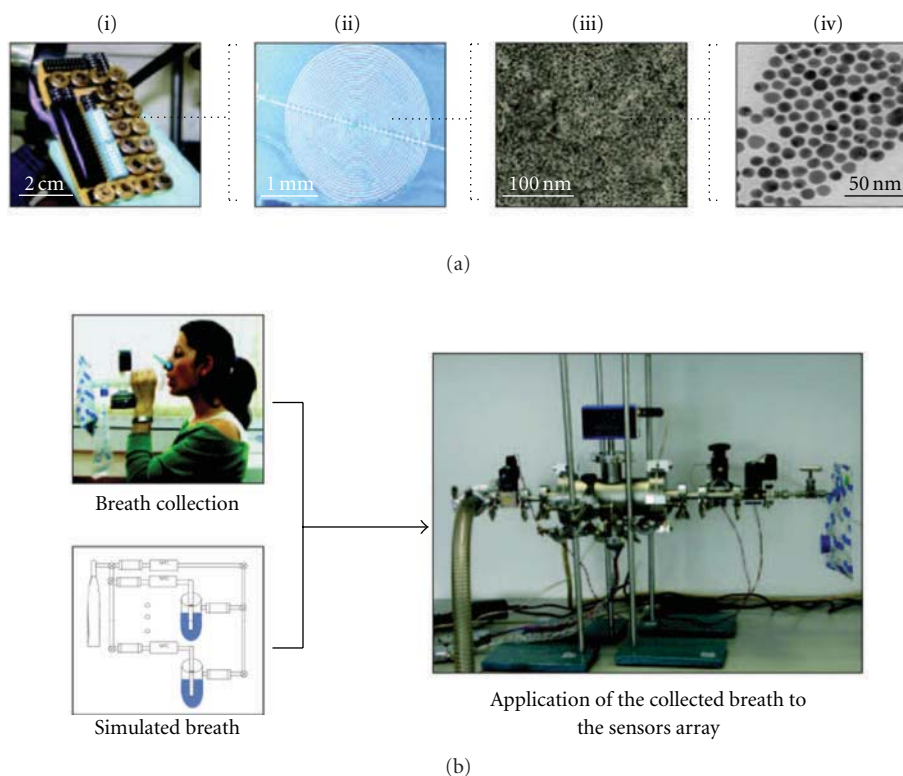 (i)
(ii)
(iii)
(iv)
2 cm
1 mm
100 nm
50 nm
(a)
Breath collection
Simulated breath
Application of the collected breath to
the sensors array
(b)